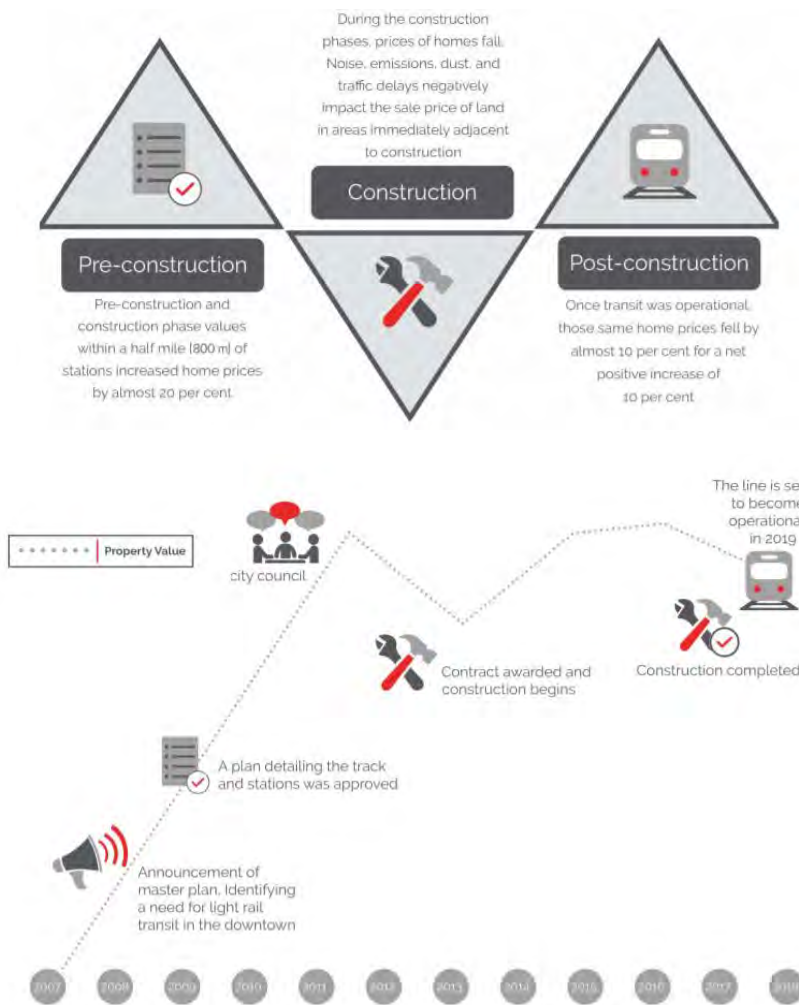 During the construction
phases, prices of homes fall.
Noise, emissions, dust, and
traffic delays negatively
impact the sale price of land
in areas immediately adjacent
to construction
Construction
Pre-construction
Pre-construction and
construction phase values
within a half mile (800 m) of
stations increased home prices
by almost 20 per cent
Post-construction
Once transit was operational,
those same home prices fell by
almost 10 per cent for a net
positive increase of
10 per cent
The line is se
to become
operationa
in 2019
Property Value
city council
Contract awarded and
construction begins
Construction completed
A plan detailing the track
and stations was approved
Announcement of
master plan. Identifying
a need for light rail
transit in the downtown
2007 2008 2009 2010 2011 2012 2013 2014 2015 2016 2017 2018